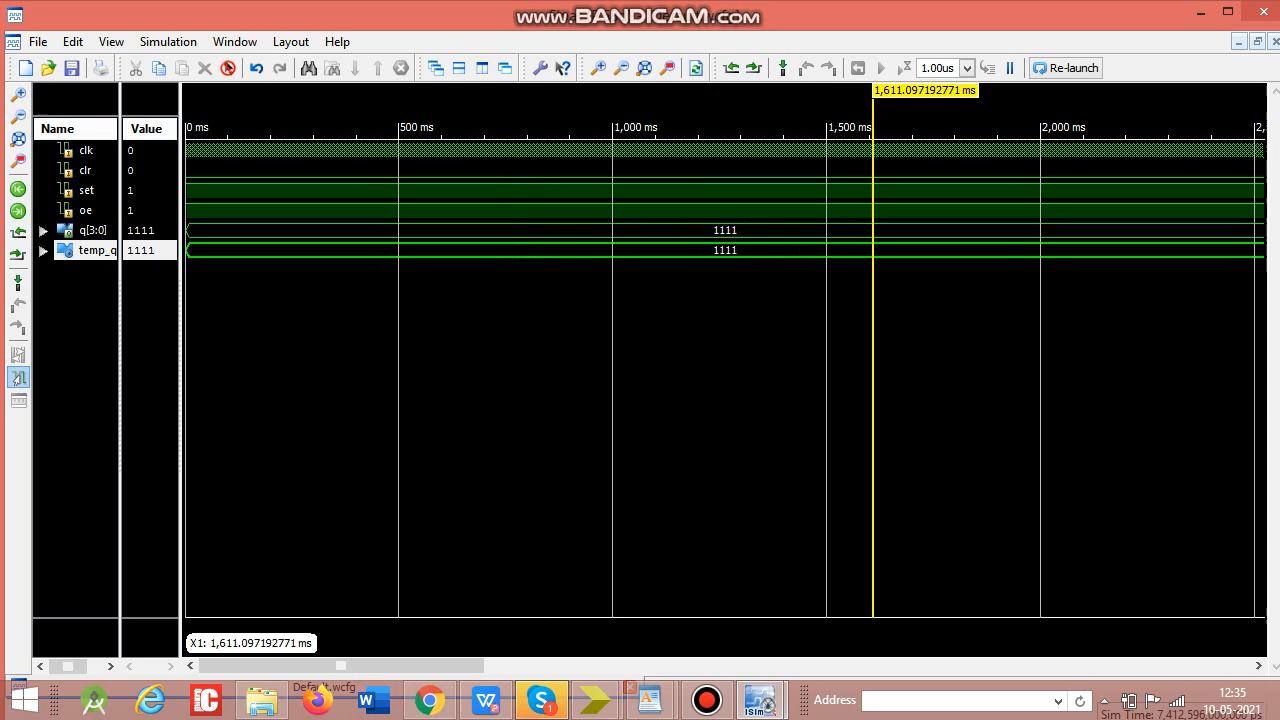 www.BANDICAM.com
File Edit View Simulation Window Layout Help
1.00us Re-launch
1,611.097192771 ms
Name Value
0 ms 500 ms 1,000 ms 1,500 ms 2,000 ms
clk 0
clr 0
set 1
oe 1
q[3:0] 1111 1111
temp_q 1111 1111
X1: 1,611.097192771 ms
Default.wcfg
Address
12:35
10-05-2021